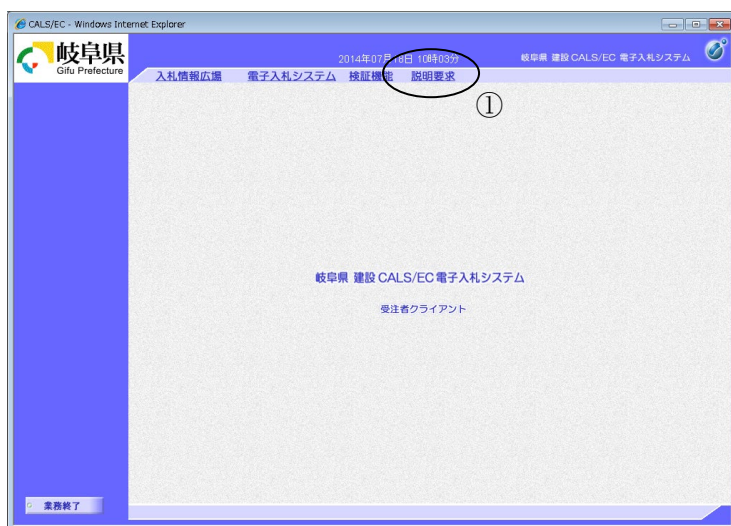 CALS/EC - Windows Internet Explorer
岐阜県
Gifu Prefecture
2014年07月18日 10時03分
岐阜県 建設 CALS/EC 電子入札システム
入札情報広場 電子入札システム 検証機能 説明要求
①
岐阜県 建設 CALS/EC 電子入札システム
受注者クライアント
業務終了